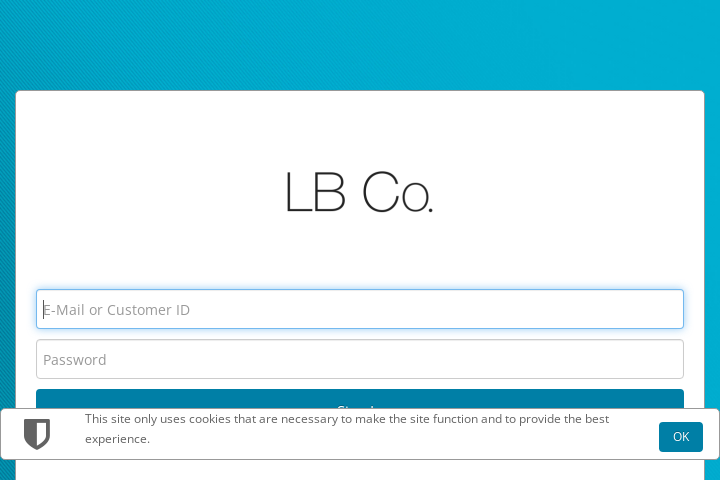 LB Co.
E-Mail or Customer ID
Password
This site only uses cookies that are necessary to make the site function and to provide the best
experience.
OK